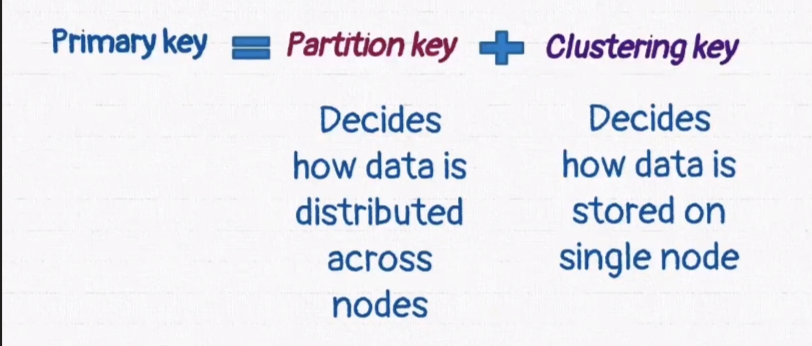 Primary key = Partition key + Clustering key
Decides
how data is
distributed
across
nodes
Decides
how data is
stored on
single node